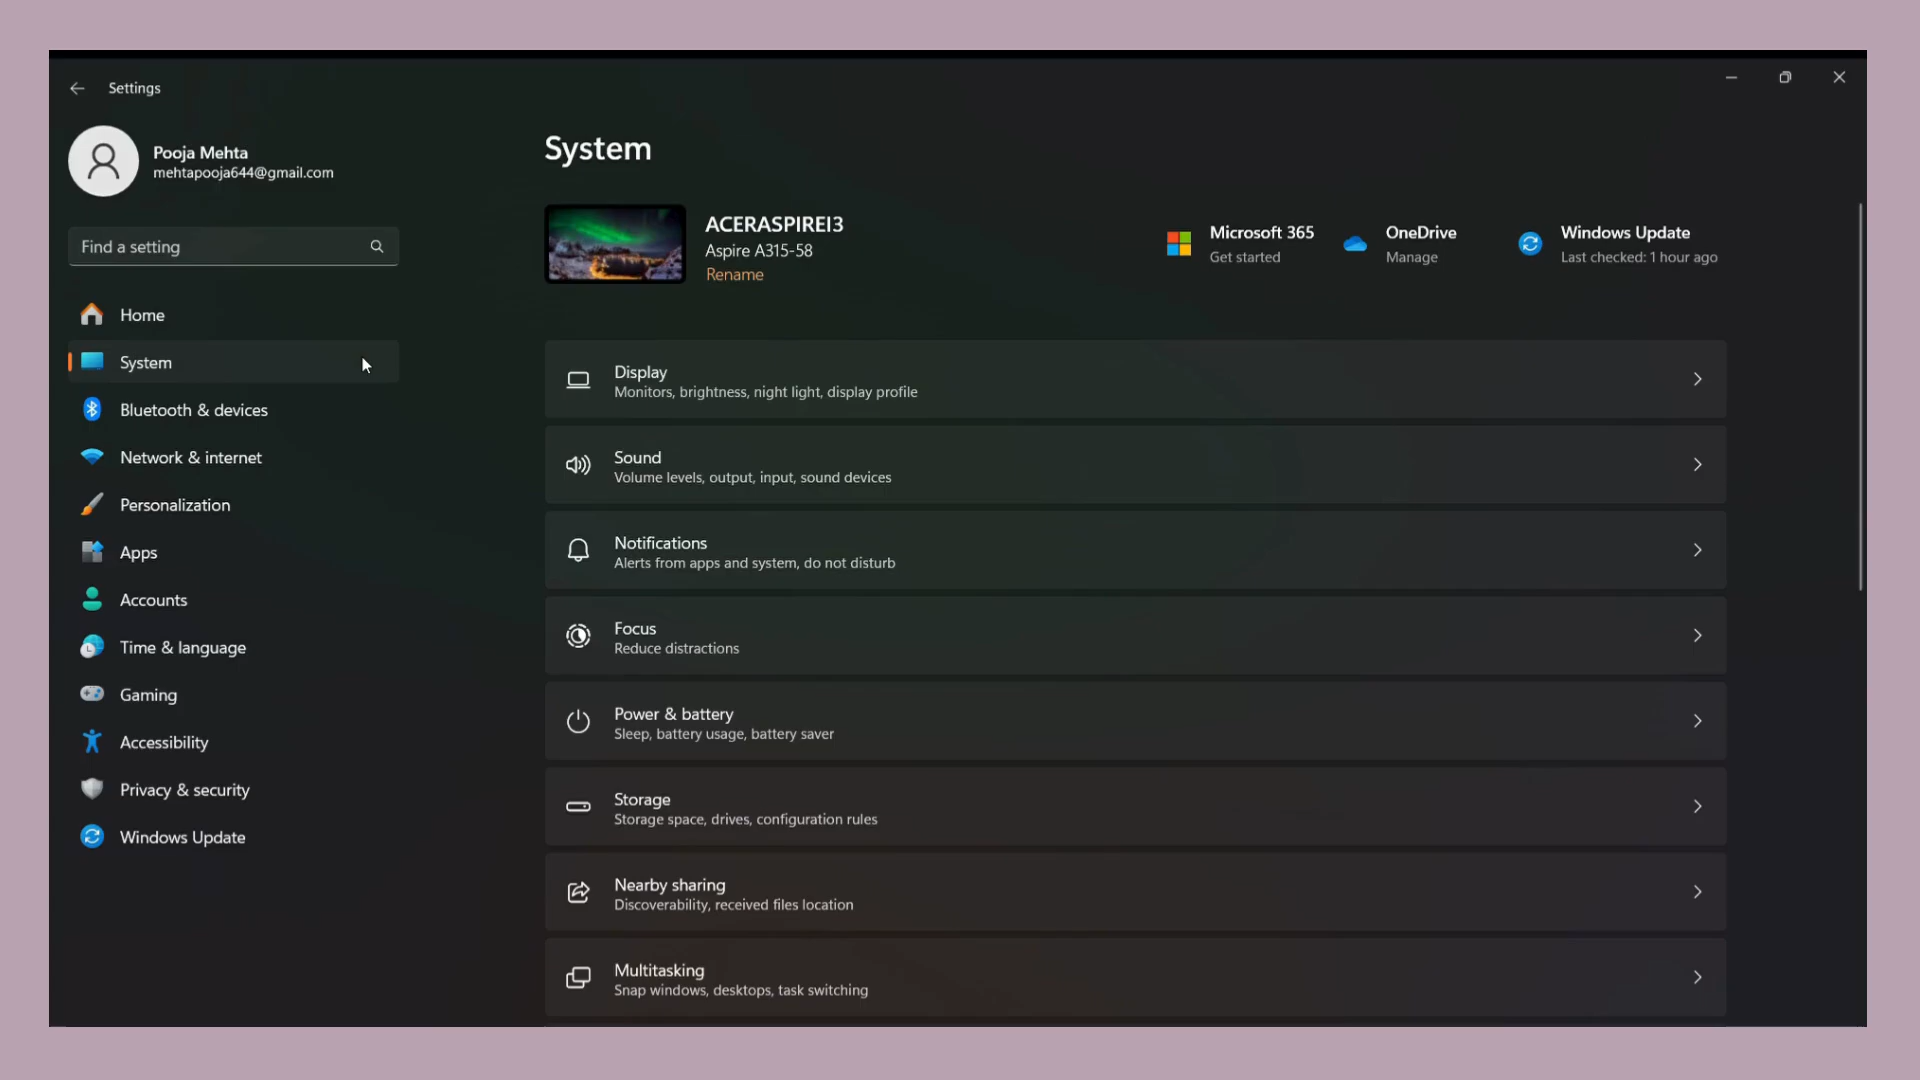 Settings
Pooja Mehta
mehtapooja644@gmail.com
Find a setting
Home
System
Bluetooth & devices
Network & internet
Personalization
Apps
Accounts
Time & language
Gaming
Accessibility
Privacy & security
Windows Update
System
ACERASPIREI3
Aspire A315-58
Rename
Microsoft 365
Get started
OneDrive
Manage
Windows Update
Last checked: 1 hour ago
Display
Monitors, brightness, night light, display profile
Sound
Volume levels, output, input, sound devices
Notifications
Alerts from apps and system, do not disturb
Focus
Reduce distractions
Power & battery
Sleep, battery usage, battery saver
Storage
Storage space, drives, configuration rules
Nearby sharing
Discoverability, received files location
Multitasking
Snap windows, desktops, task switching